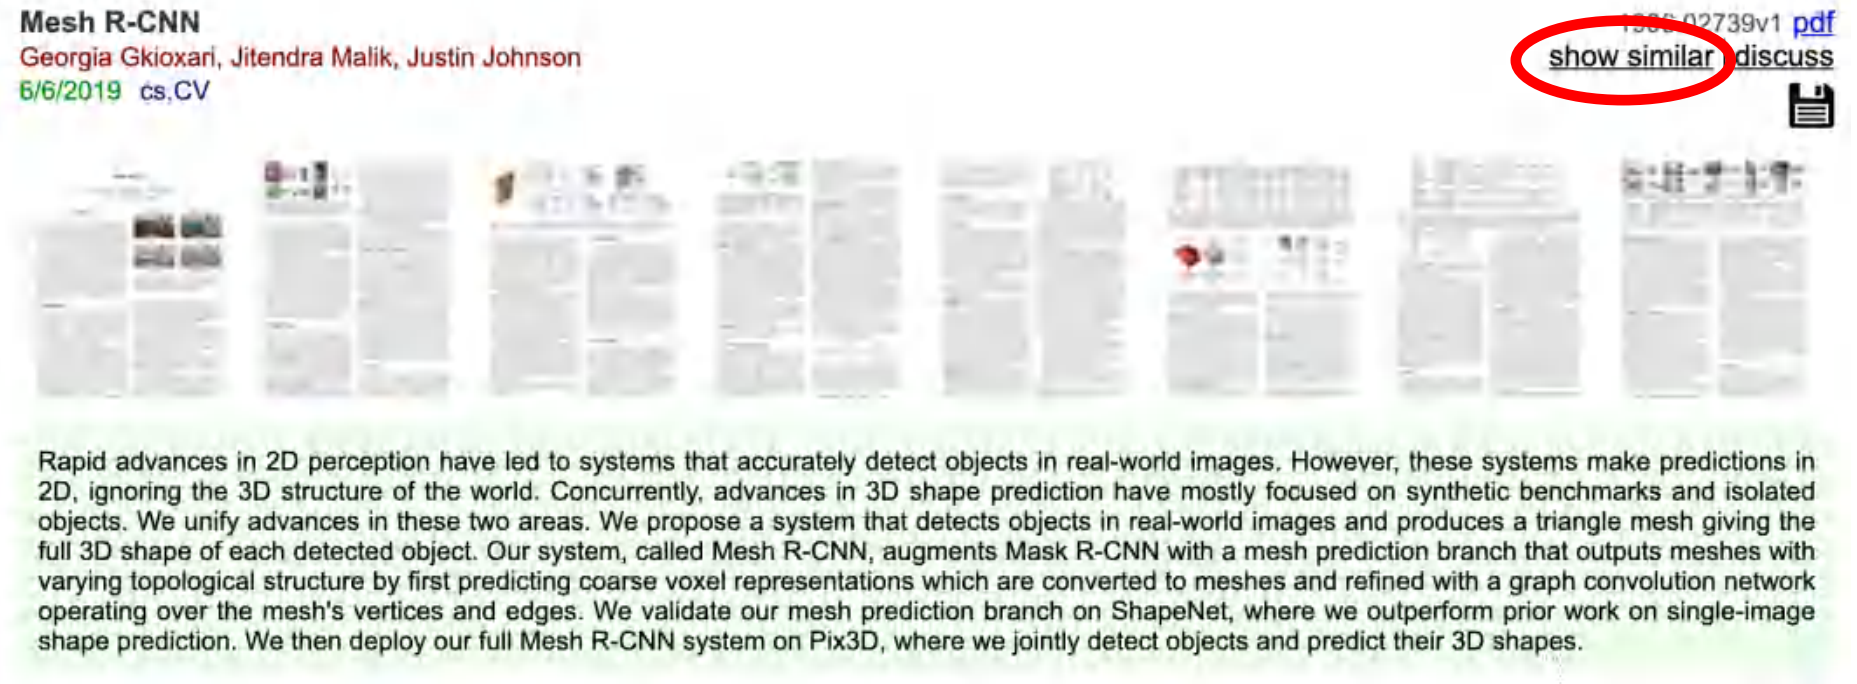 Mesh R-CNN
02739v1 pdf
Georgia Gkioxari, Jitendra Malik, Justin Johnson
show similar discuss
6/6/2019 cs.CV
Rapid advances in 2D perception have led to systems that accurately detect objects in real-world images. However, these systems make predictions in
2D, ignoring the 3D structure of the world. Concurrently, advances in 3D shape prediction have mostly focused on synthetic benchmarks and isolated
objects. We unify advances in these two areas. We propose a system that detects objects in real-world images and produces a triangle mesh giving the
full 3D shape of each detected object. Our system, called Mesh R-CNN, augments Mask R-CNN with a mesh prediction branch that outputs meshes with
varying topological structure by first predicting coarse voxel representations which are converted to meshes and refined with a graph convolution network
operating over the mesh's vertices and edges. We validate our mesh prediction branch on ShapeNet, where we outperform prior work on single-image
shape prediction. We then deploy our full Mesh R-CNN system on Pix3D, where we jointly detect objects and predict their 3D shapes.